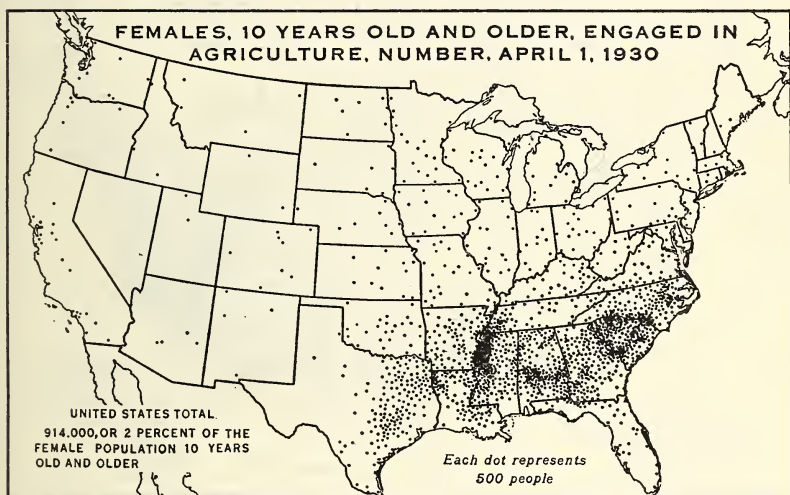 FEMALES, 10 YEARS OLD AND OLDER, ENGAGED IN
AGRICULTURE, NUMBER, APRIL 1, 1930
UNITED STATES TOTAL.
914.000,OR 2 PERCENT OF THE
FEMALE POPULATION 10 YEARS
OLD AND OLDER
Each dot represents
500 people